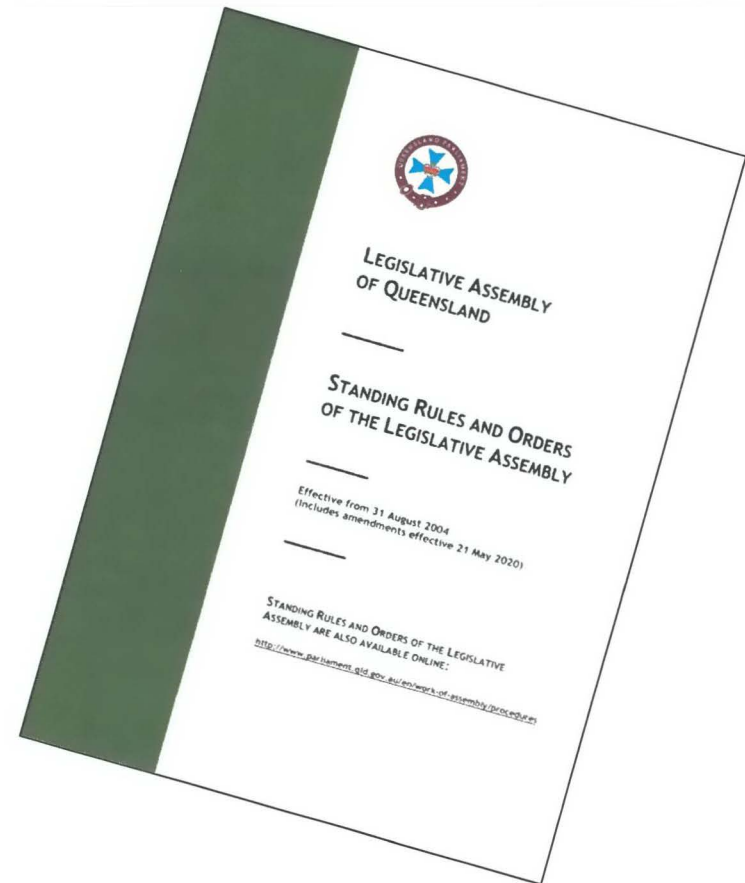 QUEENSLAND PARLIAMENT
LEGISLATIVE ASSEMBLY
OF QUEENSLAND
STANDING RULES AND ORDERS
OF THE LEGISLATIVE ASSEMBLY
Effective from 31 August 2004
(Includes amendments effective 21 May 2020)
STANDING RULES AND ORDERS OF THE LEGISLATIVE
ASSEMBLY ARE ALSO AVAILABLE ONLINE:
http://www.parliament.qld.gov.au/en/work-of-assembly/procedures